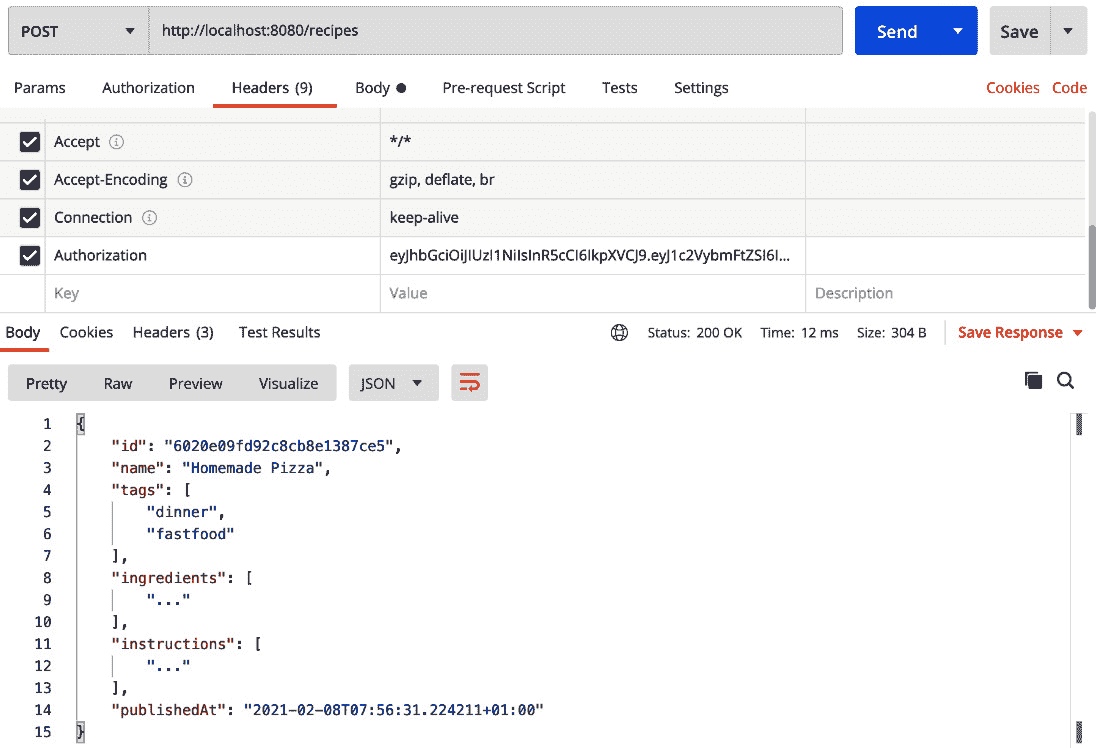 POST http://localhost:8080/recipes Send Save
Params Authorization Headers (9) Body Pre-request Script Tests Settings Cookies Code
Accept */*
Accept-Encoding gzip, deflate, br
Connection keep-alive
Authorization eyJhbGciOiJIUzI1NiIsInR5cCI6IkpXVCJ9.eyJ1c2VybmFtZSI6I...
Key Value Description
Body Cookies Headers (3) Test Results Status: 200 OK Time: 12 ms Size: 304 B Save Response
Pretty Raw Preview Visualize JSON
1 {
2 "id": "6020e09fd92c8cb8e1387ce5",
3 "name": "Homemade Pizza",
4 "tags": [
5 "dinner",
6 "fastfood"
7 ],
8 "ingredients": [
9 "..."
10 ],
11 "instructions": [
12 "..."
13 ],
14 "publishedAt": "2021-02-08T07:56:31.224211+01:00"
15 }